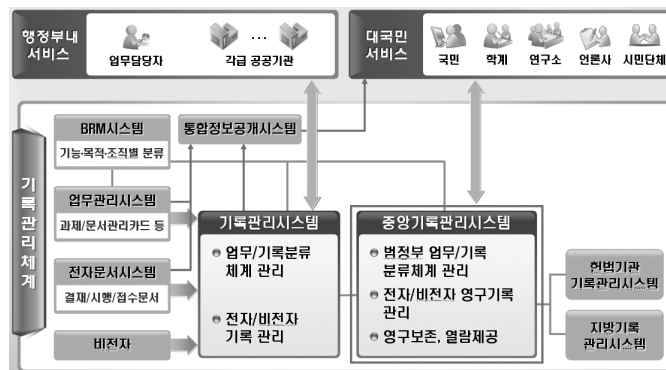 행정부내
서비스
업무담당자
...
각급 공공기관
대국민
서비스
국민
학계
연구소
언론사
시민단체
기록관리체계
BRM시스템
기능·목적·조직별 분류
통합정보공개시스템
업무관리시스템
과제/문서관리카드 등
전자문서시스템
결재/시행/접수문서
비전자
기록관리시스템
업무/기록분류
체계 관리
전자/비전자
기록 관리
중앙기록관리시스템
범정부 업무/기록
분류체계 관리
전자/비전자 영구기록
관리
영구보존, 열람제공
헌법기관
기록관리시스템
지방기록
관리시스템